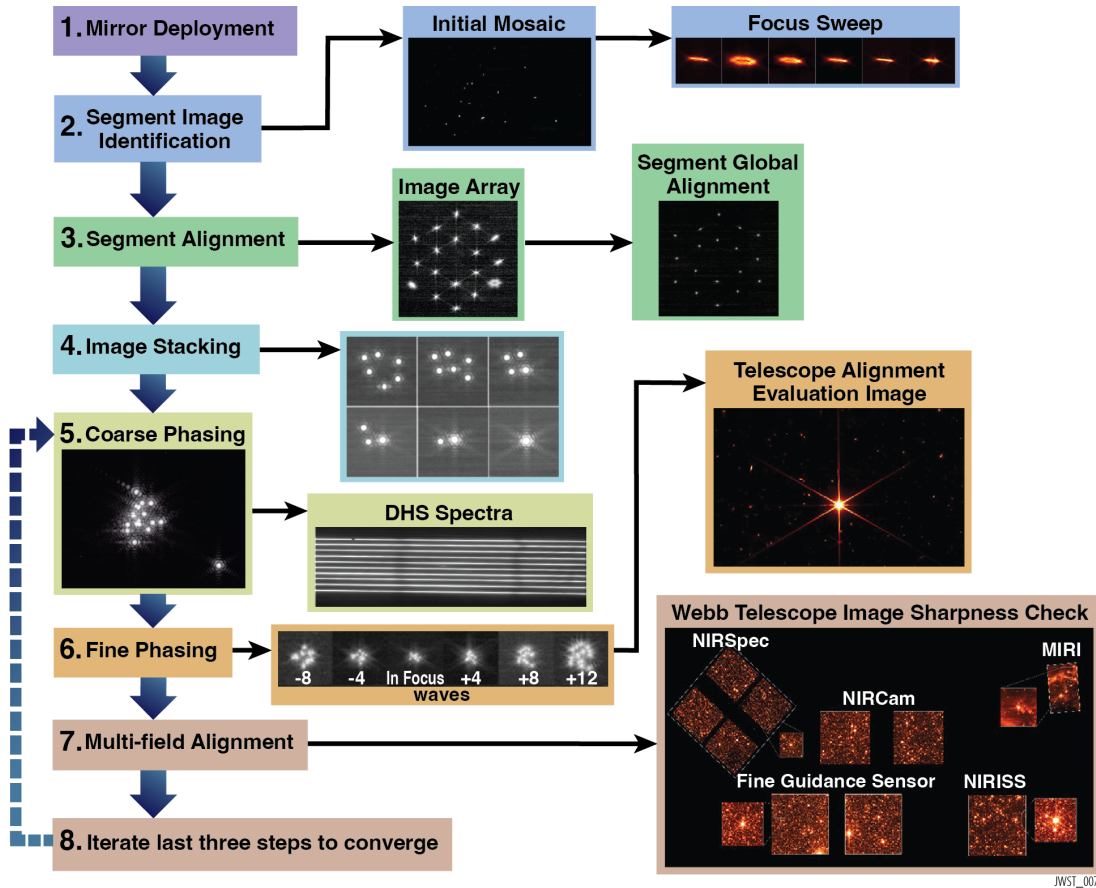 1. Mirror Deployment
Initial Mosaic
Focus Sweep
2. Segment Image
Identification
3. Segment Alignment
Image Array
Segment Global
Alignment
4. Image Stacking
5. Coarse Phasing
DHS Spectra
Telescope Alignment
Evaluation Image
6. Fine Phasing
-8 -4 In Focus +4 +8 +12
waves
7. Multi-field Alignment
Webb Telescope Image Sharpness Check
NIRSpec
MIRI
NIRCam
Fine Guidance Sensor
NIRISS
8. Iterate last three steps to converge
JWST_007